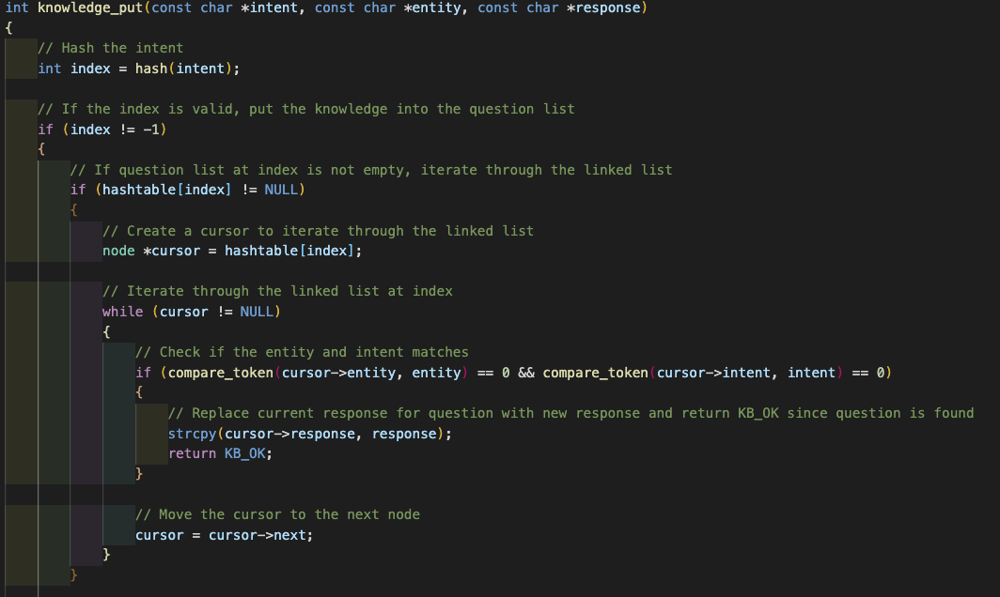 int knowledge_put(const char *intent, const char *entity, const char *response)
{
    // Hash the intent
    int index = hash(intent);

    // If the index is valid, put the knowledge into the question list
    if (index != -1)
    {
        // If question list at index is not empty, iterate through the linked list
        if (hashtable[index] != NULL)
        {
            // Create a cursor to iterate through the linked list
            node *cursor = hashtable[index];

            // Iterate through the linked list at index
            while (cursor != NULL)
            {
                // Check if the entity and intent matches
                if (compare_token(cursor->entity, entity) == 0 && compare_token(cursor->intent, intent) == 0)
                {
                    // Replace current response for question with new response and return KB_OK since question is found
                    strcpy(cursor->response, response);
                    return KB_OK;
                }

                // Move the cursor to the next node
                cursor = cursor->next;
            }
        }